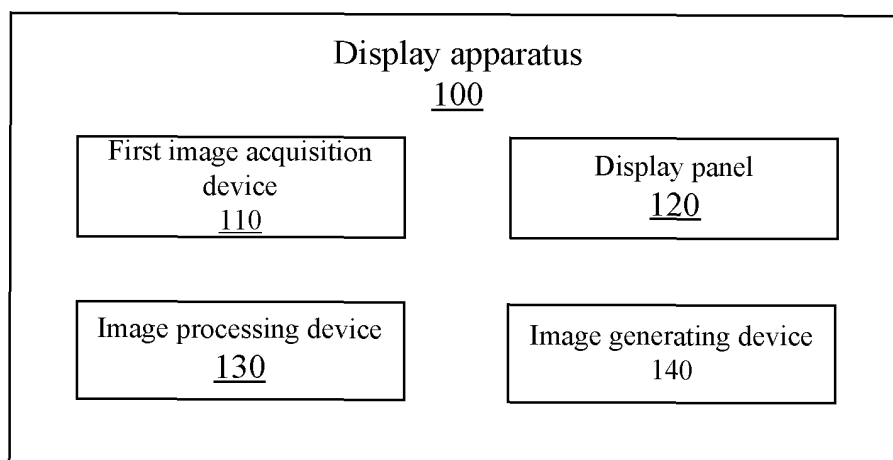 Display apparatus
100
First image acquisition
device
110
Display panel
120
Image processing device
130
Image generating device
140